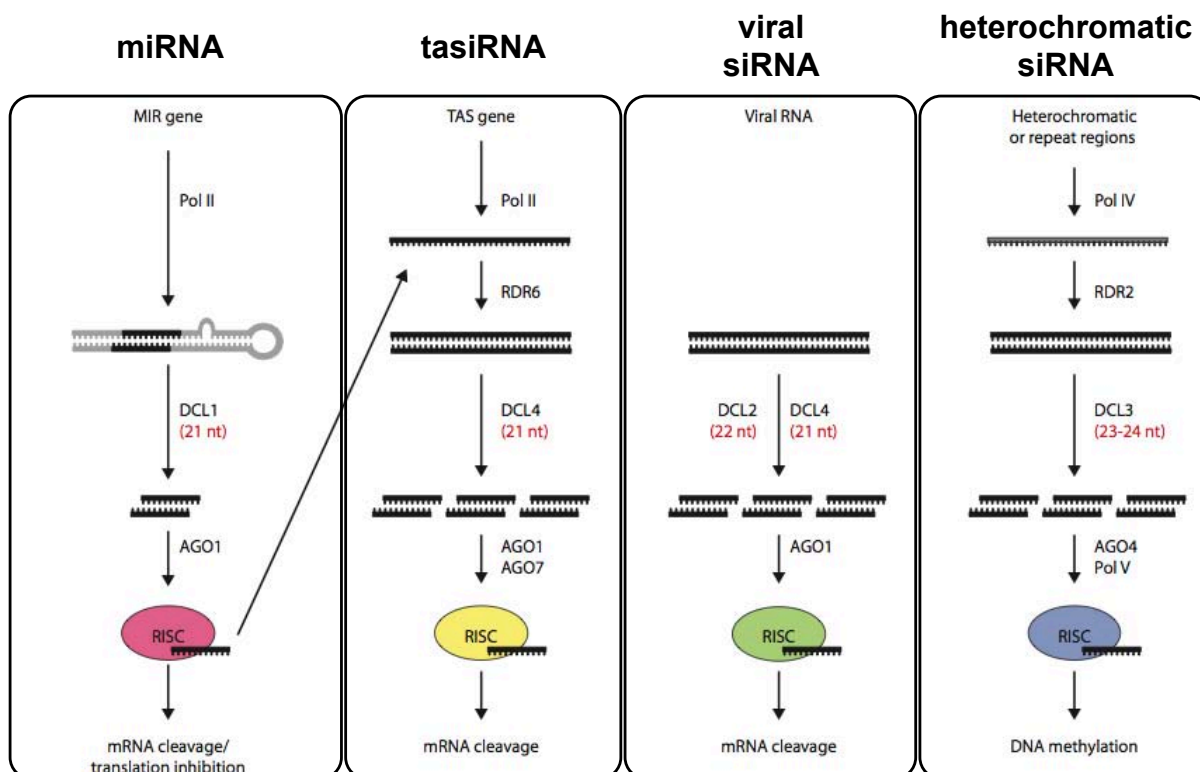 miRNA
tasiRNA
viral
siRNA
heterochromatic
siRNA
MIR gene
Pol II
DCL1
(21 nt)
AGO1
RISC
mRNA cleavage/
translation inhibition
TAS gene
Pol II
RDR6
DCL4
(21 nt)
AGO1
AGO7
RISC
mRNA cleavage
Viral RNA
DCL2
(22 nt)
DCL4
(21 nt)
AGO1
RISC
mRNA cleavage
Heterochromatic
or repeat regions
Pol IV
RDR2
DCL3
(23-24 nt)
AGO4
Pol V
RISC
DNA methylation